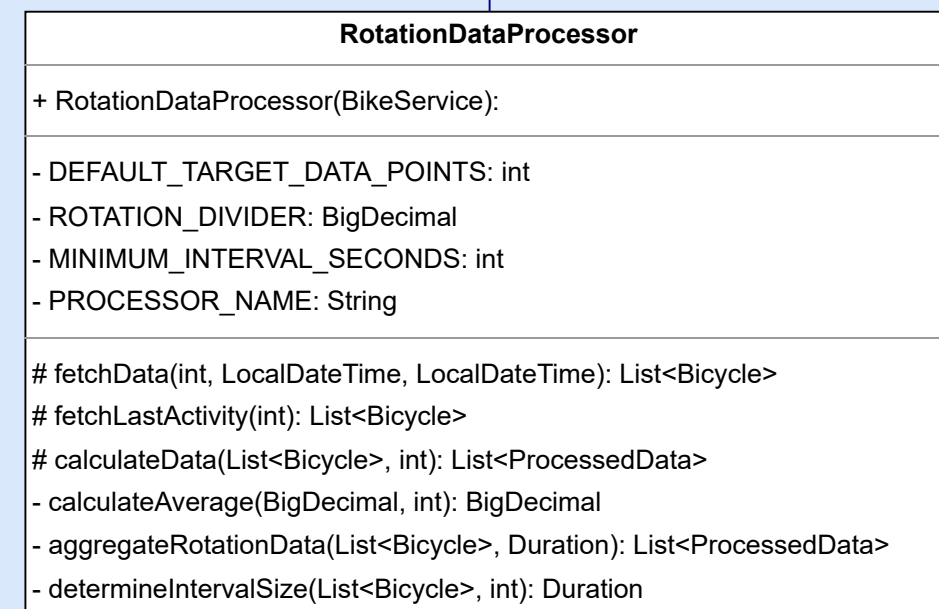 RotationDataProcessor
+ RotationDataProcessor(BikeService):
- DEFAULT_TARGET_DATA_POINTS: int
- ROTATION_DIVIDER: BigDecimal
- MINIMUM_INTERVAL_SECONDS: int
- PROCESSOR_NAME: String
# fetchData(int, LocalDateTime, LocalDateTime): List<Bicycle>
# fetchLastActivity(int): List<Bicycle>
# calculateData(List<Bicycle>, int): List<ProcessedData>
- calculateAverage(BigDecimal, int): BigDecimal
- aggregateRotationData(List<Bicycle>, Duration): List<ProcessedData>
- determineIntervalSize(List<Bicycle>, int): Duration